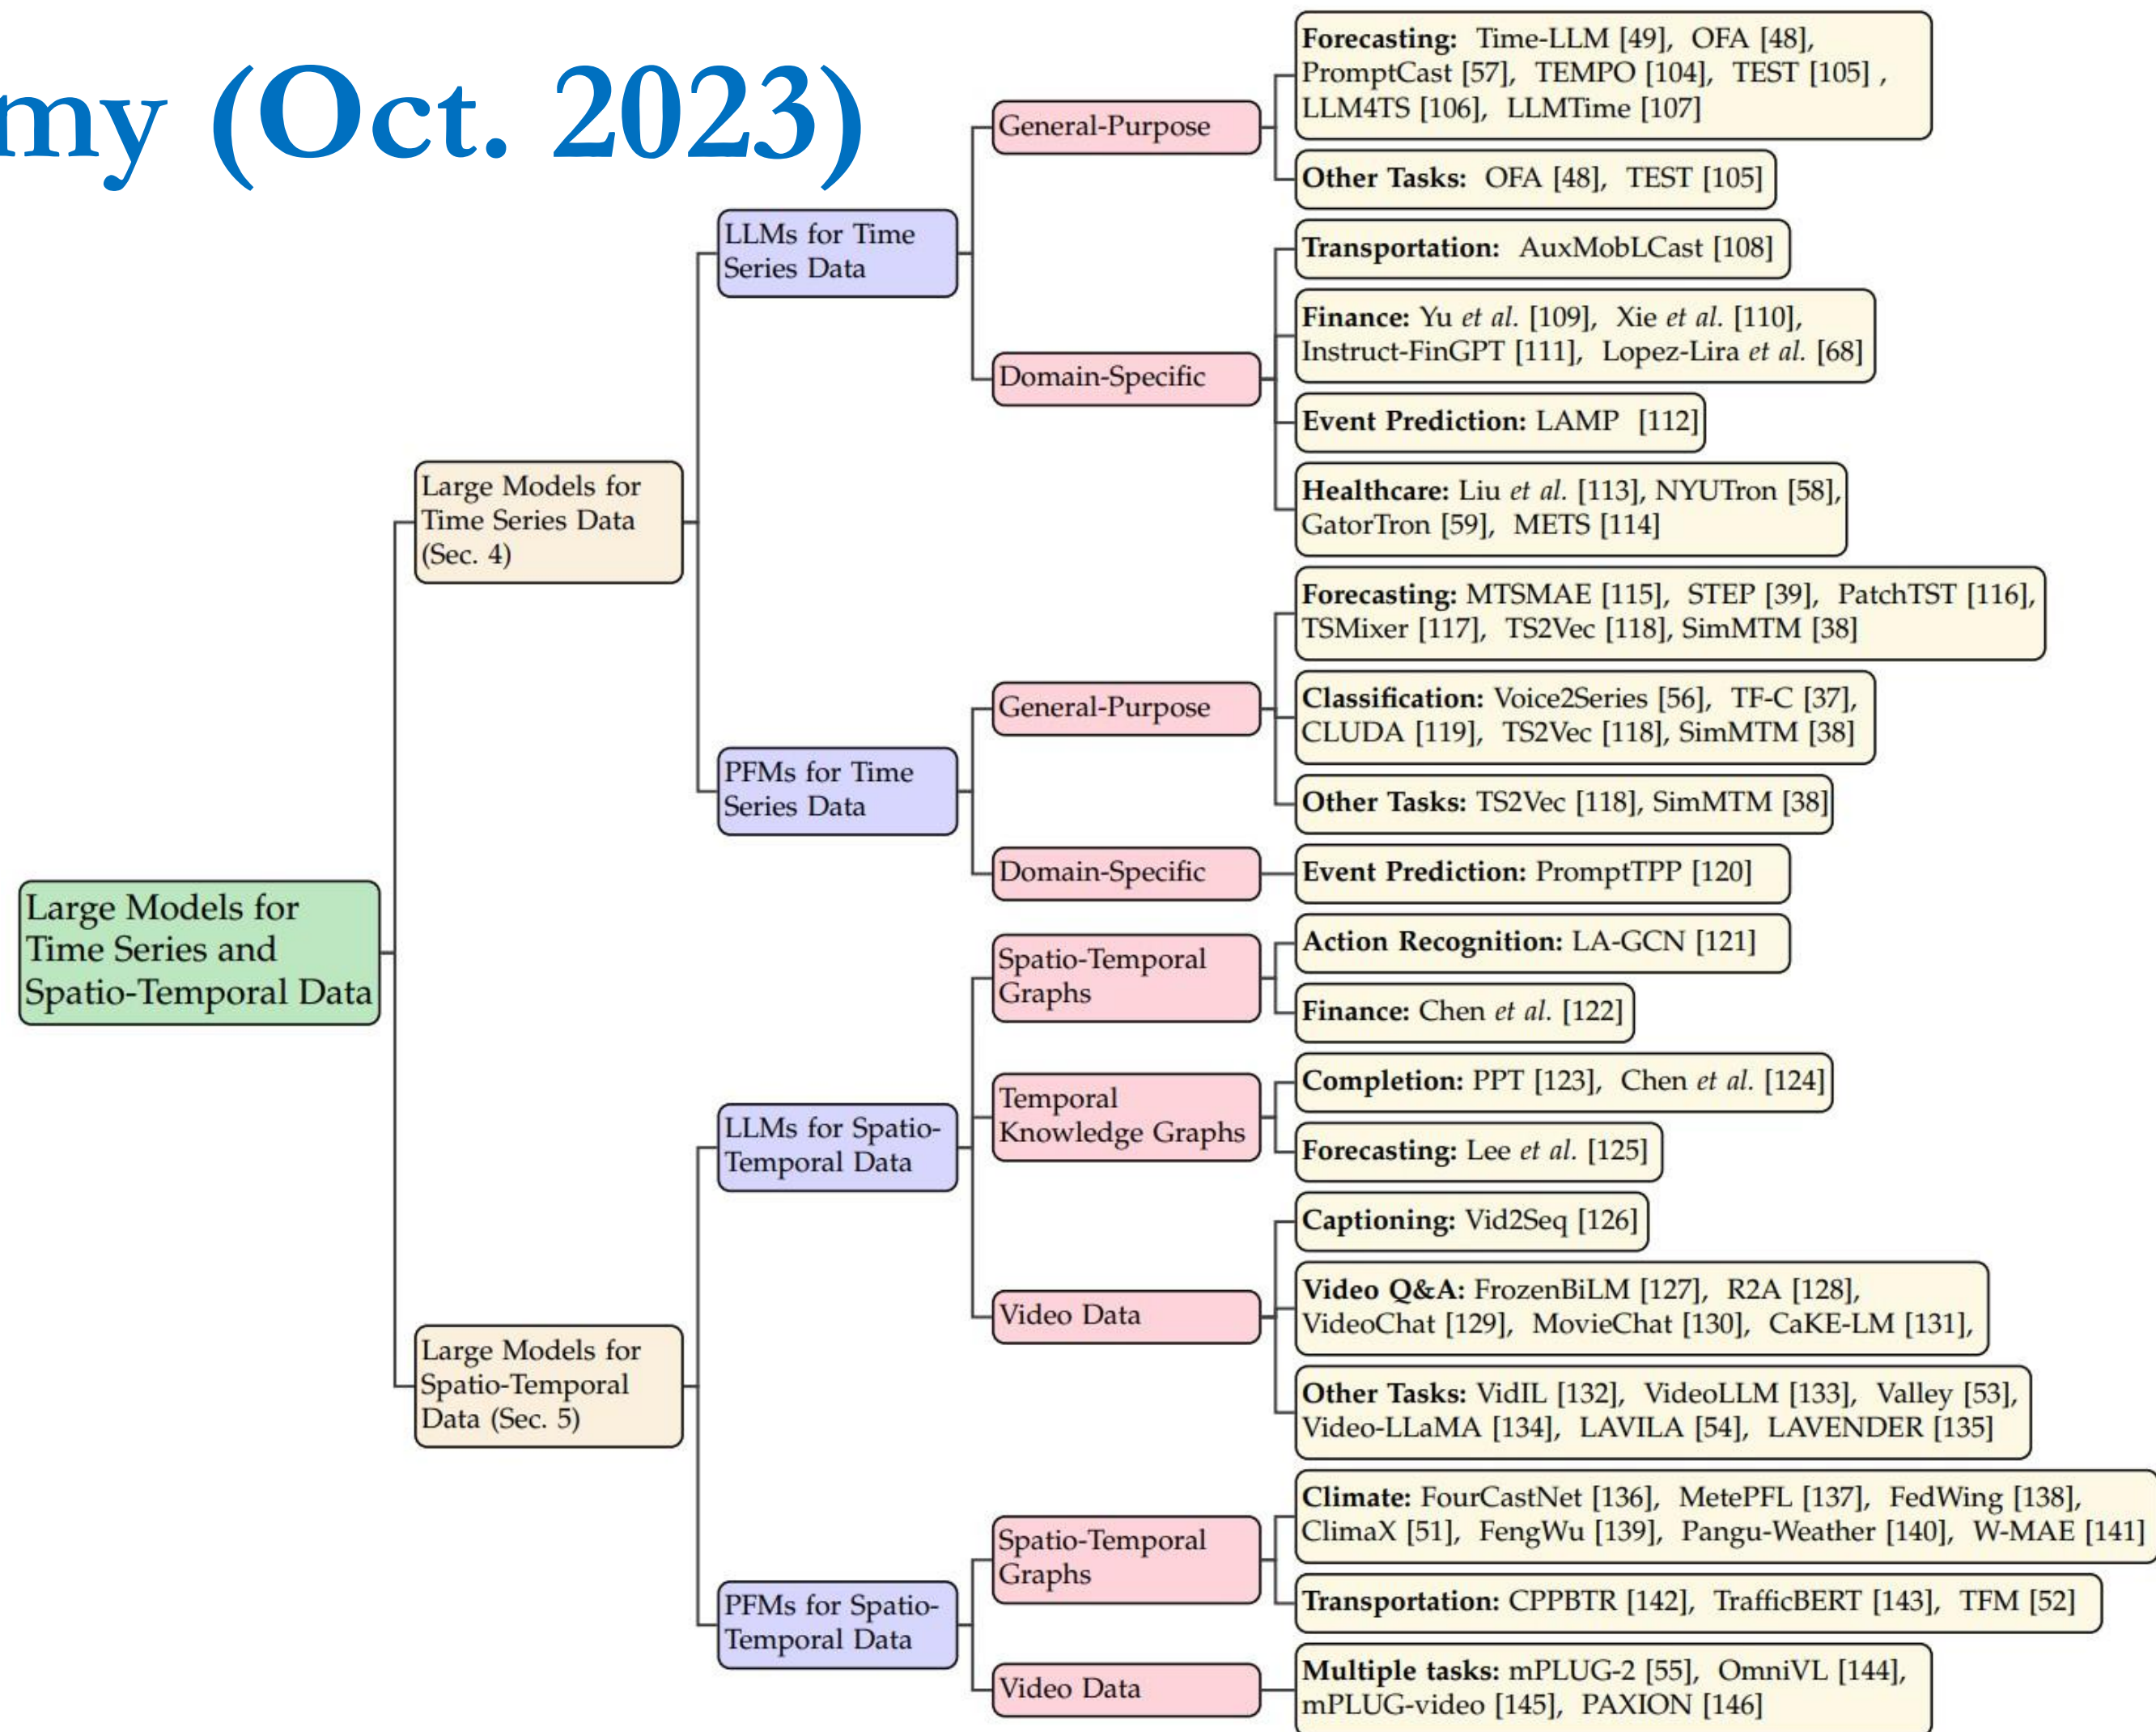 my (Oct. 2023)
Large Models for
Time Series and
Spatio-Temporal Data
Large Models for
Time Series Data
(Sec. 4)
LLMs for Time
Series Data
General-Purpose
Forecasting: Time-LLM [49], OFA [48],
PromptCast [57], TEMPO [104], TEST [105] ,
LLM4TS [106], LLMTime [107]
Other Tasks: OFA [48], TEST [105]
Domain-Specific
Transportation: AuxMobLCast [108]
Finance: Yu et al. [109], Xie et al. [110],
Instruct-FinGPT [111], Lopez-Lira et al. [68]
Event Prediction: LAMP [112]
Healthcare: Liu et al. [113], NYUTron [58],
GatorTron [59], METS [114]
PFMs for Time
Series Data
General-Purpose
Forecasting: MTSMAE [115], STEP [39], PatchTST [116],
TSMixer [117], TS2Vec [118], SimMTM [38]
Classification: Voice2Series [56], TF-C [37],
CLUDA [119], TS2Vec [118], SimMTM [38]
Other Tasks: TS2Vec [118], SimMTM [38]
Domain-Specific
Event Prediction: PromptTPP [120]
Large Models for
Spatio-Temporal
Data (Sec. 5)
LLMs for Spatio-
Temporal Data
Spatio-Temporal
Graphs
Action Recognition: LA-GCN [121]
Finance: Chen et al. [122]
Temporal
Knowledge Graphs
Completion: PPT [123], Chen et al. [124]
Forecasting: Lee et al. [125]
Video Data
Captioning: Vid2Seq [126]
Video Q&A: FrozenBiLM [127], R2A [128],
VideoChat [129], MovieChat [130], CaKE-LM [131],
Other Tasks: VidIL [132], VideoLLM [133], Valley [53],
Video-LLaMA [134], LAVILA [54], LAVENDER [135]
PFMs for Spatio-
Temporal Data
Spatio-Temporal
Graphs
Climate: FourCastNet [136], MetePFL [137], FedWing [138],
ClimaX [51], FengWu [139], Pangu-Weather [140], W-MAE [141]
Transportation: CPPBTR [142], TrafficBERT [143], TFM [52]
Video Data
Multiple tasks: mPLUG-2 [55], OmniVL [144],
mPLUG-video [145], PAXION [146]